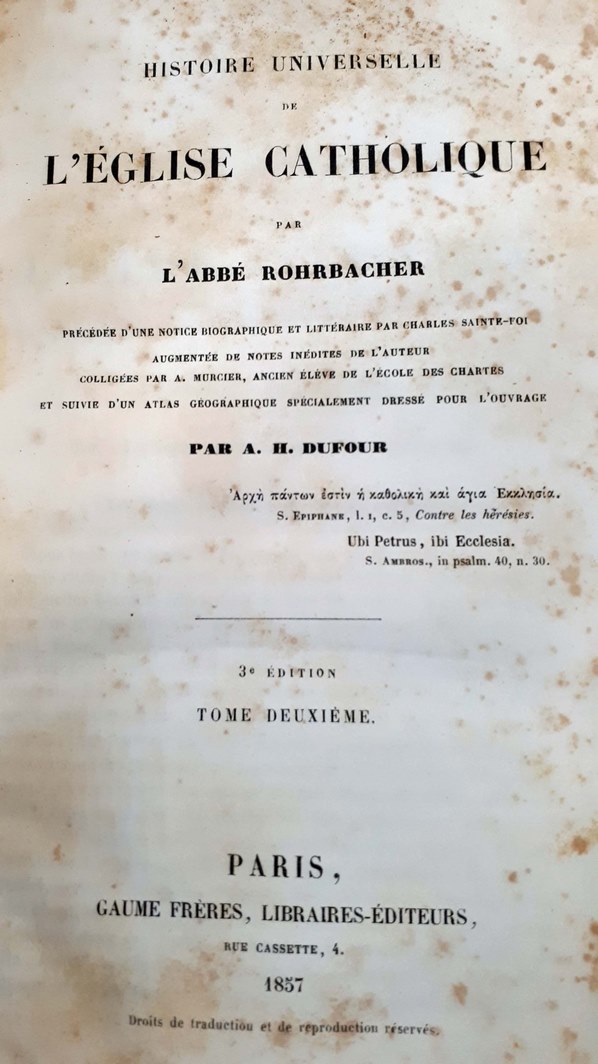 HISTOIRE UNIVERSELLE
DE
L'ÉGLISE CATHOLIQUE
PAR
L'ABBÉ ROHRBACHER
PRÉCÉDÉE D'UNE NOTICE BIOGRAPHIQUE ET LITTÉRAIRE PAR CHARLES SAINTE-FOI
AUGMENTÉE DE NOTES INÉDITES DE L'AUTEUR
COLLIGÉES PAR A. MURCIER, ANCIEN ÉLÈVE DE L'ÉCOLE DES CHARTES
ET SUIVIE D'UN ATLAS GÉOGRAPHIQUE SPÉCIALEMENT DRESSÉ POUR L'OUVRAGE
PAR A. H. DUFOUR
Ἀρχὴ πάντων ἐστὶν ἡ καθολικὴ καὶ ἁγία Ἐκκλησία.
S. EPIPHANE, l. 1, c. 5, Contre les hérésies.
Ubi Petrus, ibi Ecclesia.
S. AMBROS., in psalm. 40, n. 30.
3e ÉDITION
TOME DEUXIÈME.
PARIS,
GAUME FRÈRES, LIBRAIRES-ÉDITEURS,
RUE CASSETTE, 4.
1857
Droits de traduction et de reproduction réservés.